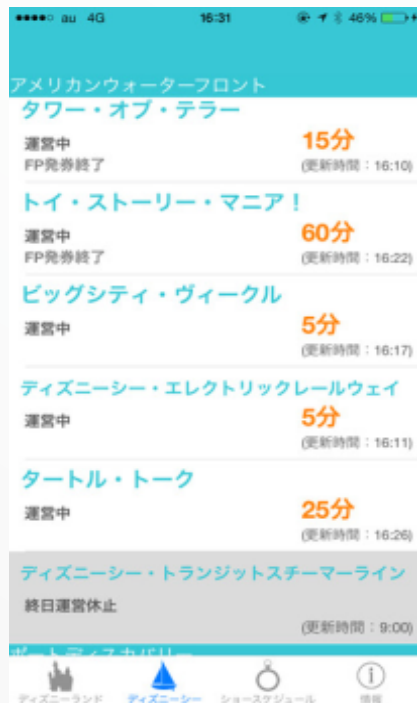 au 4G 16:31 46%
アメリカンウォーターフロント
タワー・オブ・テラー
運営中 15分
FP発券終了 (更新時間：16:10)
トイ・ストーリー・マニア！
運営中 60分
FP発券終了 (更新時間：16:22)
ビッグシティ・ヴィークル
運営中 5分
(更新時間：16:17)
ディズニーシー・エレクトリックレールウェイ
運営中 5分
(更新時間：16:11)
タートル・トーク
運営中 25分
(更新時間：16:26)
ディズニーシー・トランジットスチーマーライン
終日運営休止
(更新時間：9:00)
ポートディスカバリー
ディズニーランド ディズニーシー ショースケジュール 情報